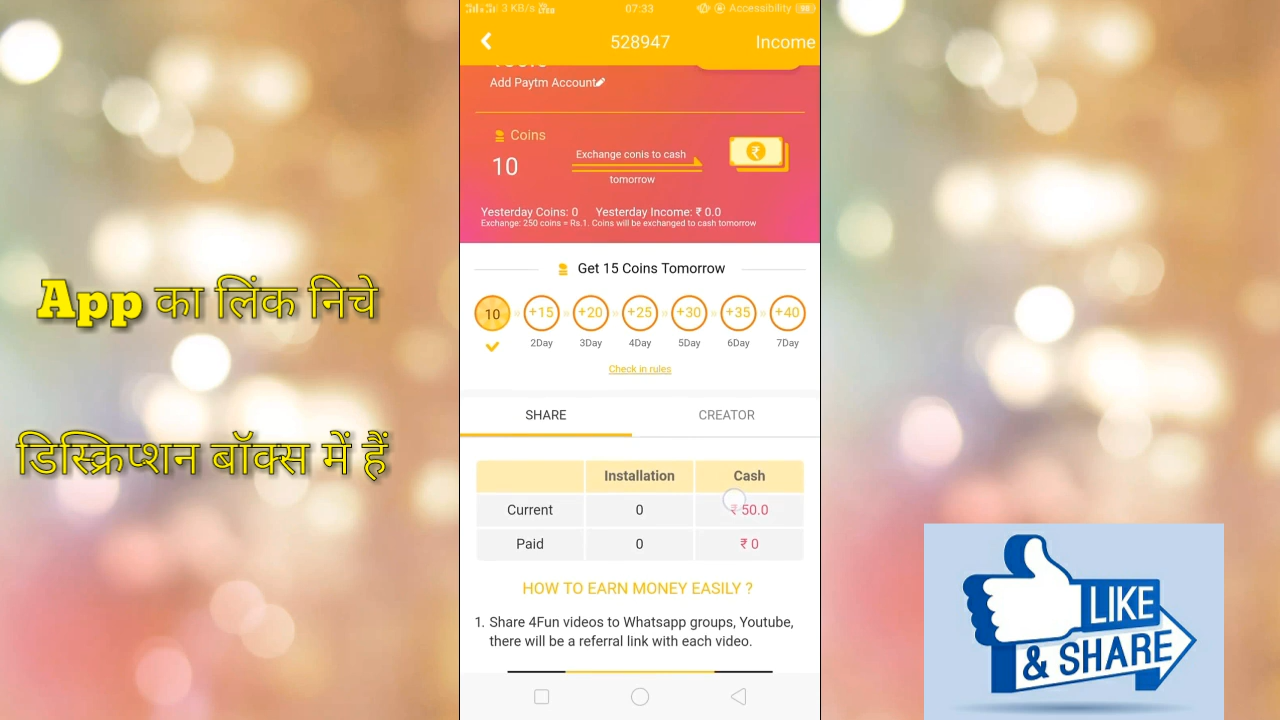 3 KB/s
07:33
Accessibility
98
528947
Income
Add Paytm Account
Coins
10
Exchange conis to cash
tomorrow
Yesterday Coins: 0 Yesterday Income: ₹ 0.0
Exchange: 250 coins = Rs.1. Coins will be exchanged to cash tomorrow
Get 15 Coins Tomorrow
10 +15 +20 +25 +30 +35 +40
2Day 3Day 4Day 5Day 6Day 7Day
Check in rules
SHARE CREATOR
Installation Cash
Current 0 ₹ 50.0
Paid 0 ₹ 0
HOW TO EARN MONEY EASILY ?
1. Share 4Fun videos to Whatsapp groups, Youtube,
there will be a referral link with each video.
App का लिंक निचे
डिस्क्रिप्शन बॉक्स में हैं
LIKE
& SHARE